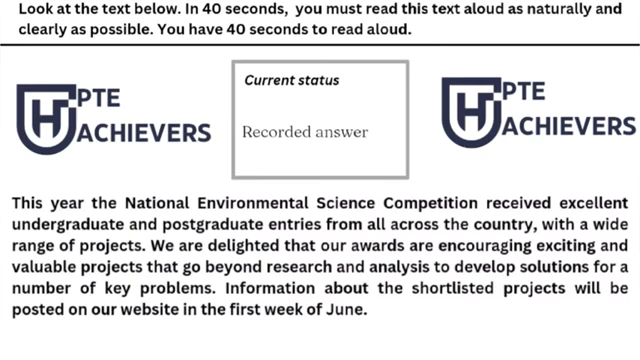 Look at the text below. In 40 seconds, you must read this text aloud as naturally and
clearly as possible. You have 40 seconds to read aloud.
PTE
ACHIEVERS
Current status
Recorded answer
PTE
ACHIEVERS
This year the National Environmental Science Competition received excellent
undergraduate and postgraduate entries from all across the country, with a wide
range of projects. We are delighted that our awards are encouraging exciting and
valuable projects that go beyond research and analysis to develop solutions for a
number of key problems. Information about the shortlisted projects will be
posted on our website in the first week of June.